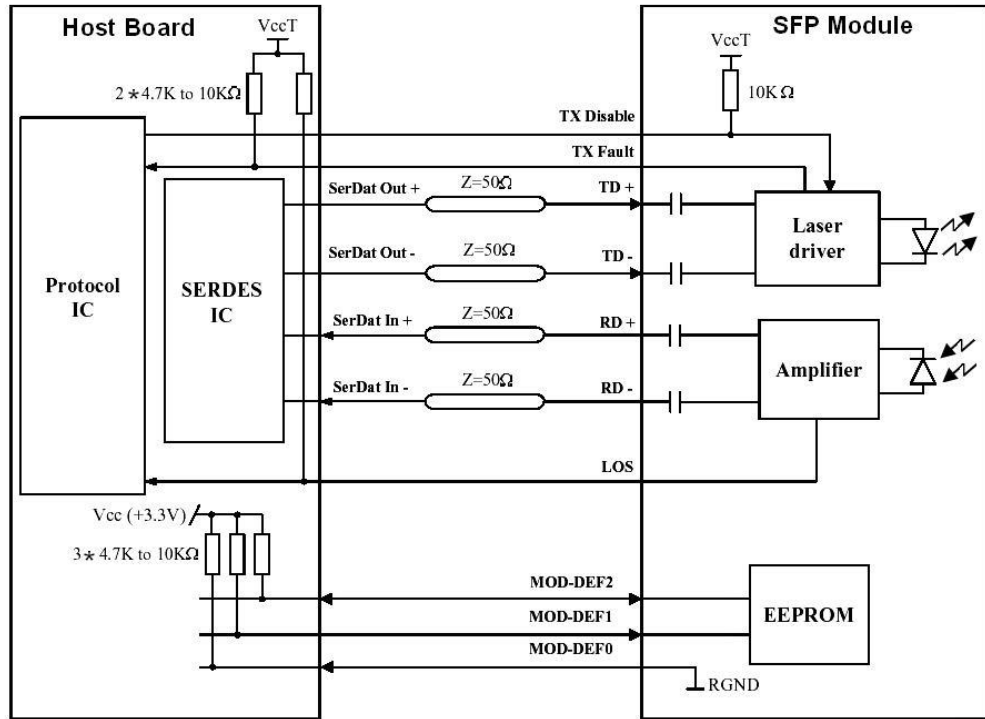 Host Board
SFP Module
VccT
VccT
2*4.7K to 10KΩ
10KΩ
TX Disable
TX Fault
SerDat Out +
Z=50Ω
TD +
Laser driver
SerDat Out -
Z=50Ω
TD -
Protocol IC
SERDES IC
SerDat In +
Z=50Ω
RD +
Amplifier
SerDat In -
Z=50Ω
RD -
LOS
Vcc (+3.3V)
3*4.7K to 10KΩ
MOD-DEF2
MOD-DEF1
EEPROM
MOD-DEF0
RGND